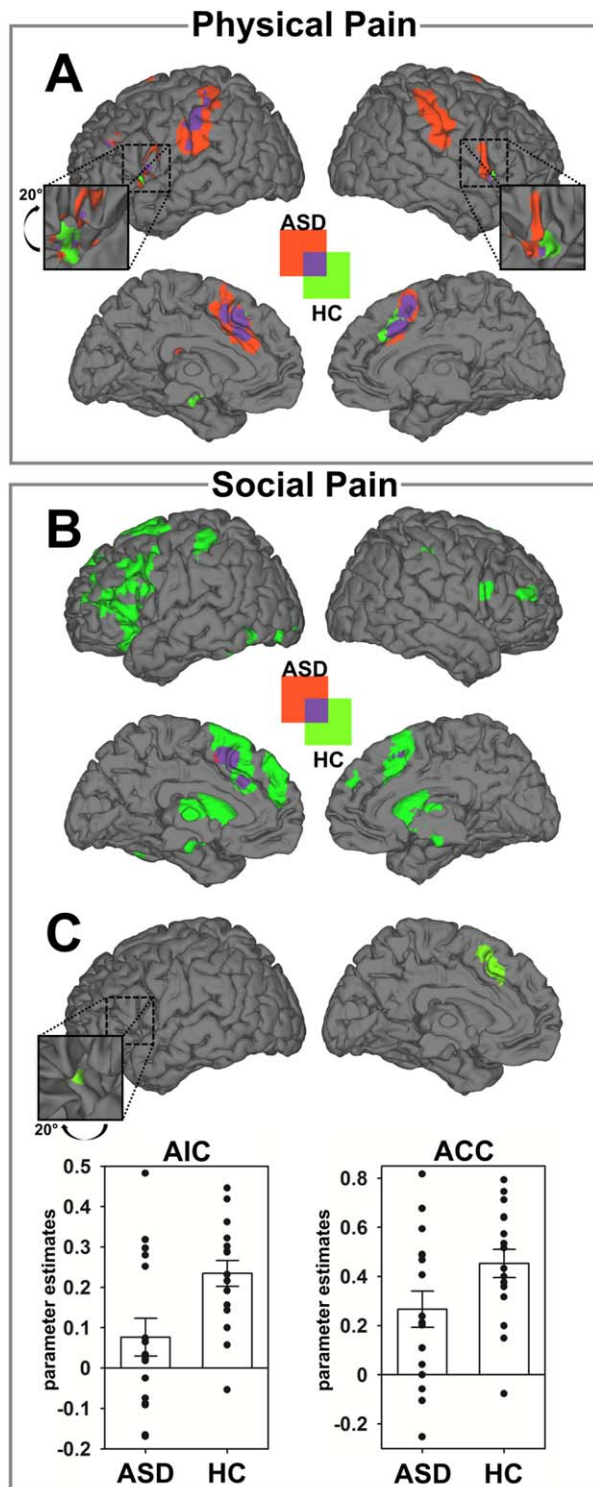 Physical Pain
A
20°
ASD
HC
Social Pain
B
ASD
HC
C
20°
AIC
parameter estimates
0.5
0.4
0.3
0.2
0.1
0
-0.1
-0.2
ASD HC
ACC
parameter estimates
0.8
0.6
0.4
0.2
0
-0.2
ASD HC